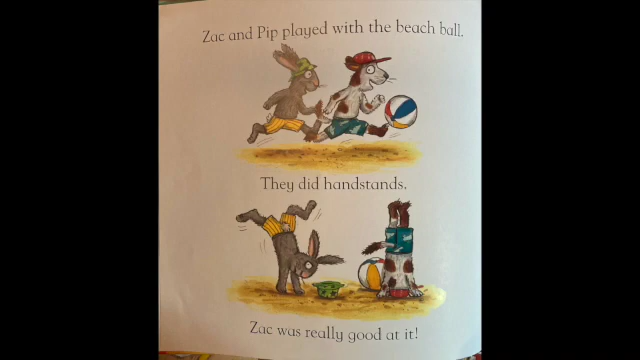 Zac and Pip played with the beach ball.
They did handstands.
Zac was really good at it!